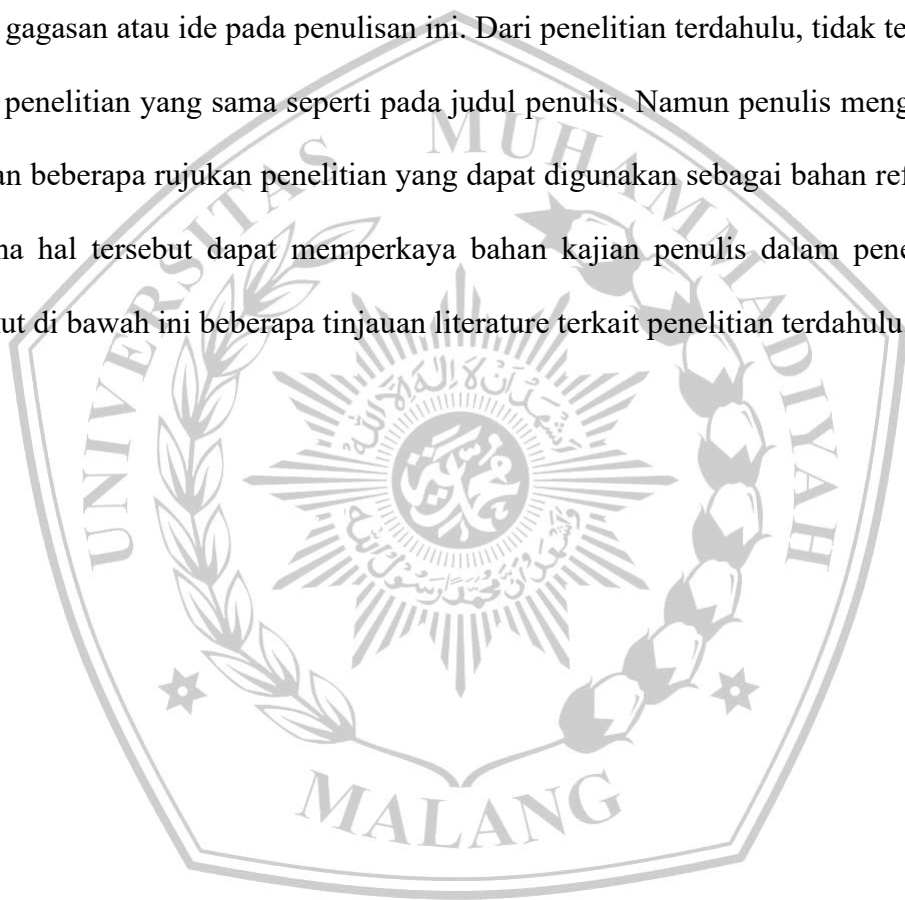 gagasan atau ide pada penulisan ini. Dari penelitian terdahulu, tidak te
penelitian yang sama seperti pada judul penulis. Namun penulis meng
an beberapa rujukan penelitian yang dapat digunakan sebagai bahan ref
na hal tersebut dapat memperkaya bahan kajian penulis dalam pene
ut di bawah ini beberapa tinjauan literature terkait penelitian terdahulu
UNIVERSITAS MUHAMMADIYAH
MALANG